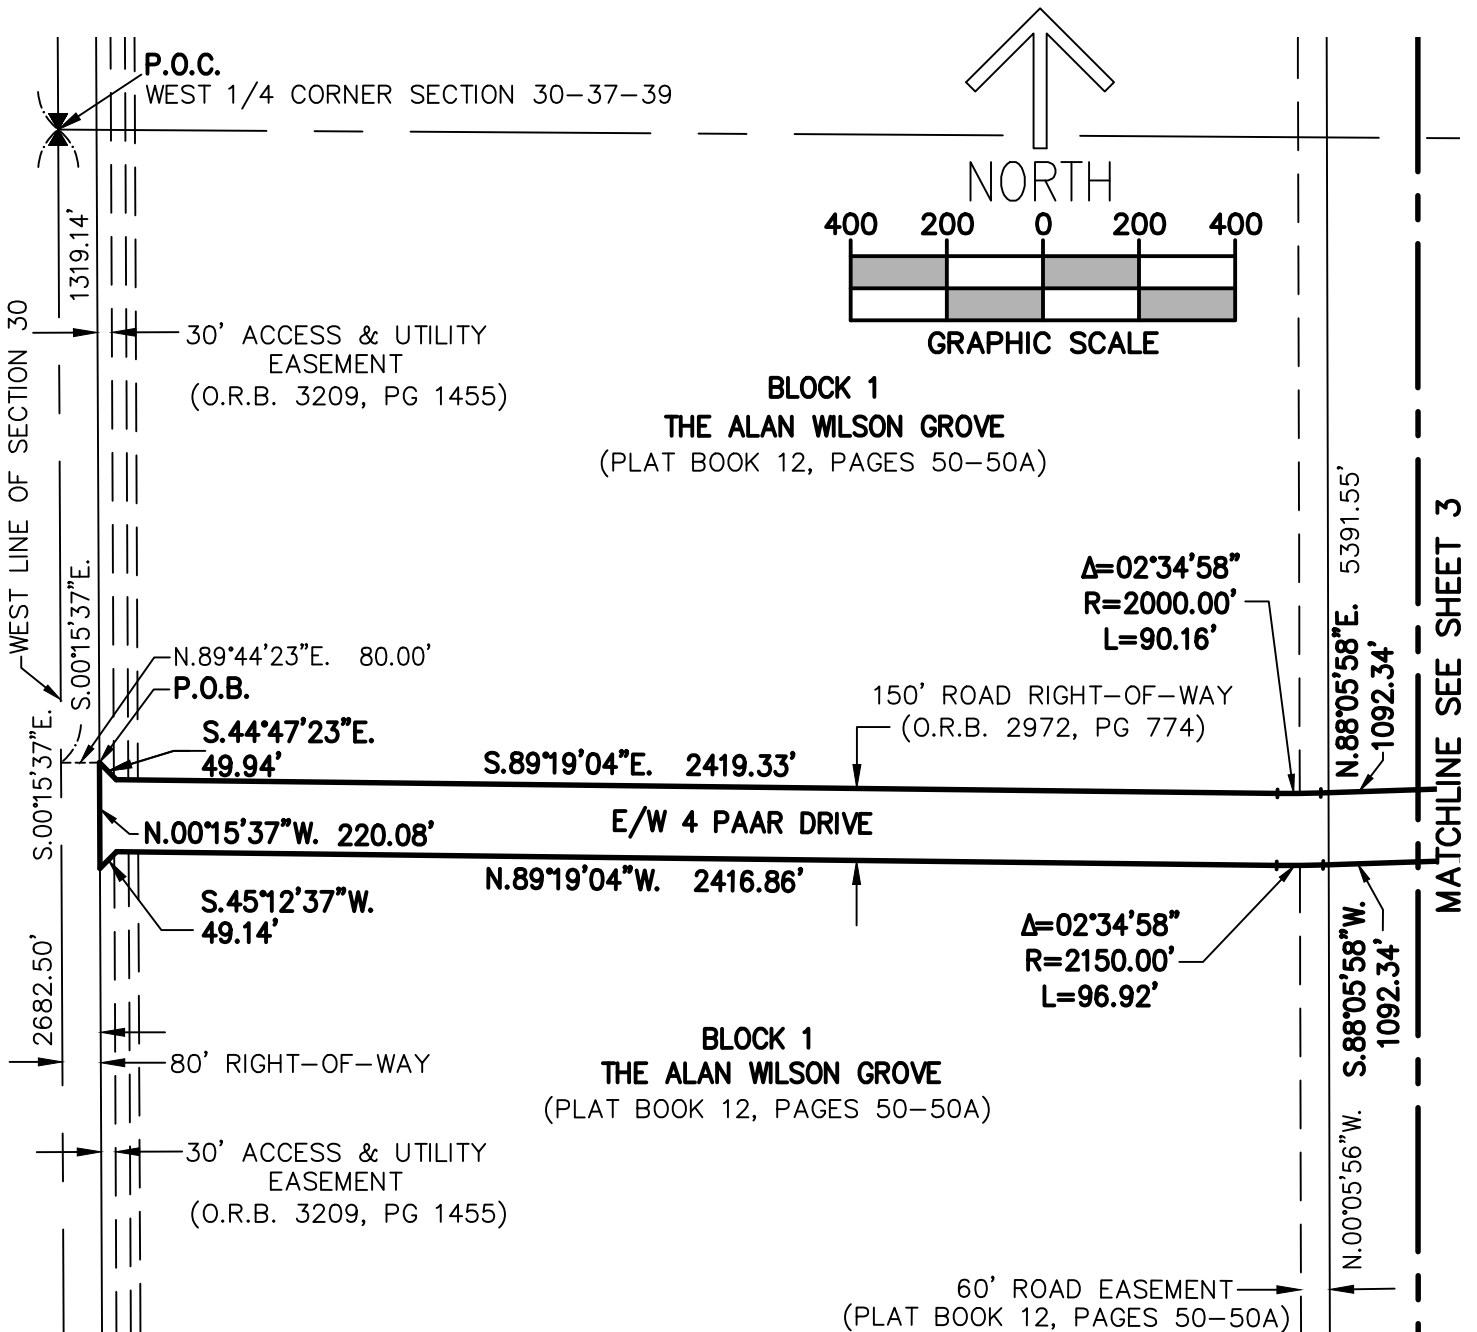 P.O.C.
WEST 1/4 CORNER SECTION 30-37-39
NORTH
400 200 0 200 400
GRAPHIC SCALE
1319.14'
WEST LINE OF SECTION 30
30' ACCESS & UTILITY
EASEMENT
(O.R.B. 3209, PG 1455)
BLOCK 1
THE ALAN WILSON GROVE
(PLAT BOOK 12, PAGES 50-50A)
5391.55'
MATCHLINE SEE SHEET 3
S.00°15'37"E.
Δ=02°34'58"
R=2000.00'
L=90.16'
N.88°05'58"E.
1092.34'
N.89°44'23"E. 80.00'
P.O.B.
150' ROAD RIGHT-OF-WAY
(O.R.B. 2972, PG 774)
S.44°47'23"E.
49.94'
S.89°19'04"E. 2419.33'
S.00°15'37"E.
E/W 4 PAAR DRIVE
N.00°15'37"W. 220.08'
N.89°19'04"W. 2416.86'
S.45°12'37"W.
49.14'
Δ=02°34'58"
R=2150.00'
L=96.92'
S.88°05'58"W.
1092.34'
2682.50'
80' RIGHT-OF-WAY
BLOCK 1
THE ALAN WILSON GROVE
(PLAT BOOK 12, PAGES 50-50A)
30' ACCESS & UTILITY
EASEMENT
(O.R.B. 3209, PG 1455)
N.00°05'56"W.
60' ROAD EASEMENT
(PLAT BOOK 12, PAGES 50-50A)